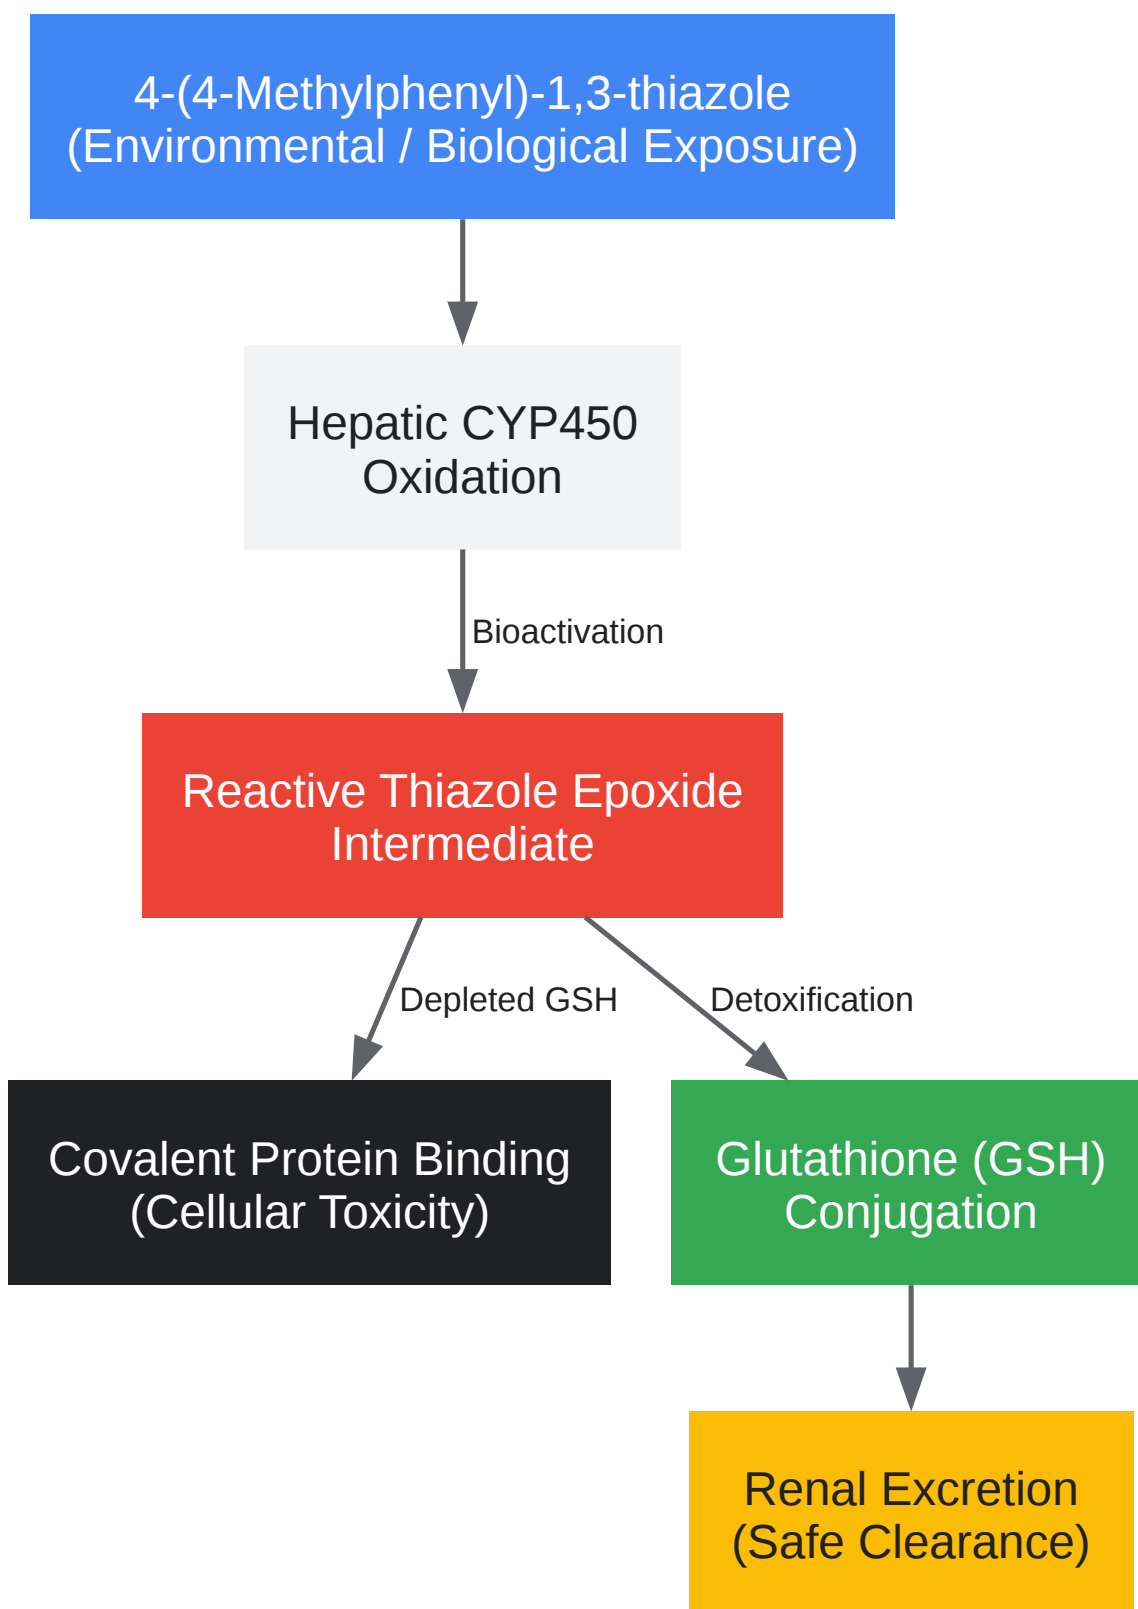 4-(4-Methylphenyl)-1,3-thiazole
(Environmental / Biological Exposure)
Hepatic CYP450
Oxidation
Bioactivation
Reactive Thiazole Epoxide
Intermediate
Depleted GSH
Detoxification
Covalent Protein Binding
(Cellular Toxicity)
Glutathione (GSH)
Conjugation
Renal Excretion
(Safe Clearance)